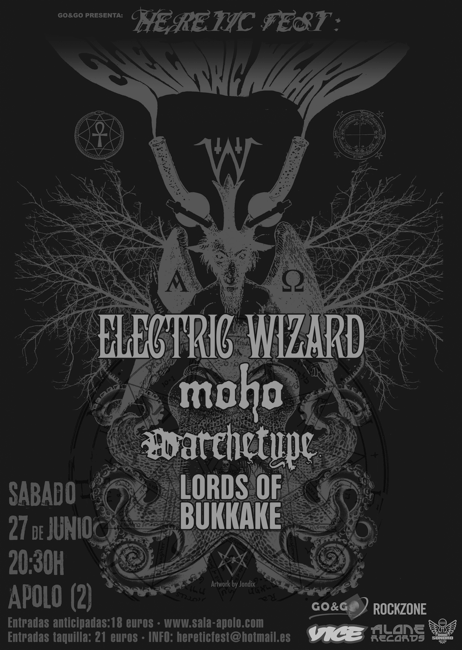 GO&GO PRESENTA:
HERETIC FEST:
W
Α
Ω
ELECTRIC WIZARD
moho
Warchetype
LORDS OF
BUKKAKE
SABADO
27 DE JUNIO
20:30H
APOLO (2)
Artwork by Jondix
Entradas anticipadas:18 euros - www.sala-apolo.com
Entradas taquilla: 21 euros - INFO: hereticfest@hotmail.es
GO&GO
ROCKZONE
VICE
ALONE
RECORDS